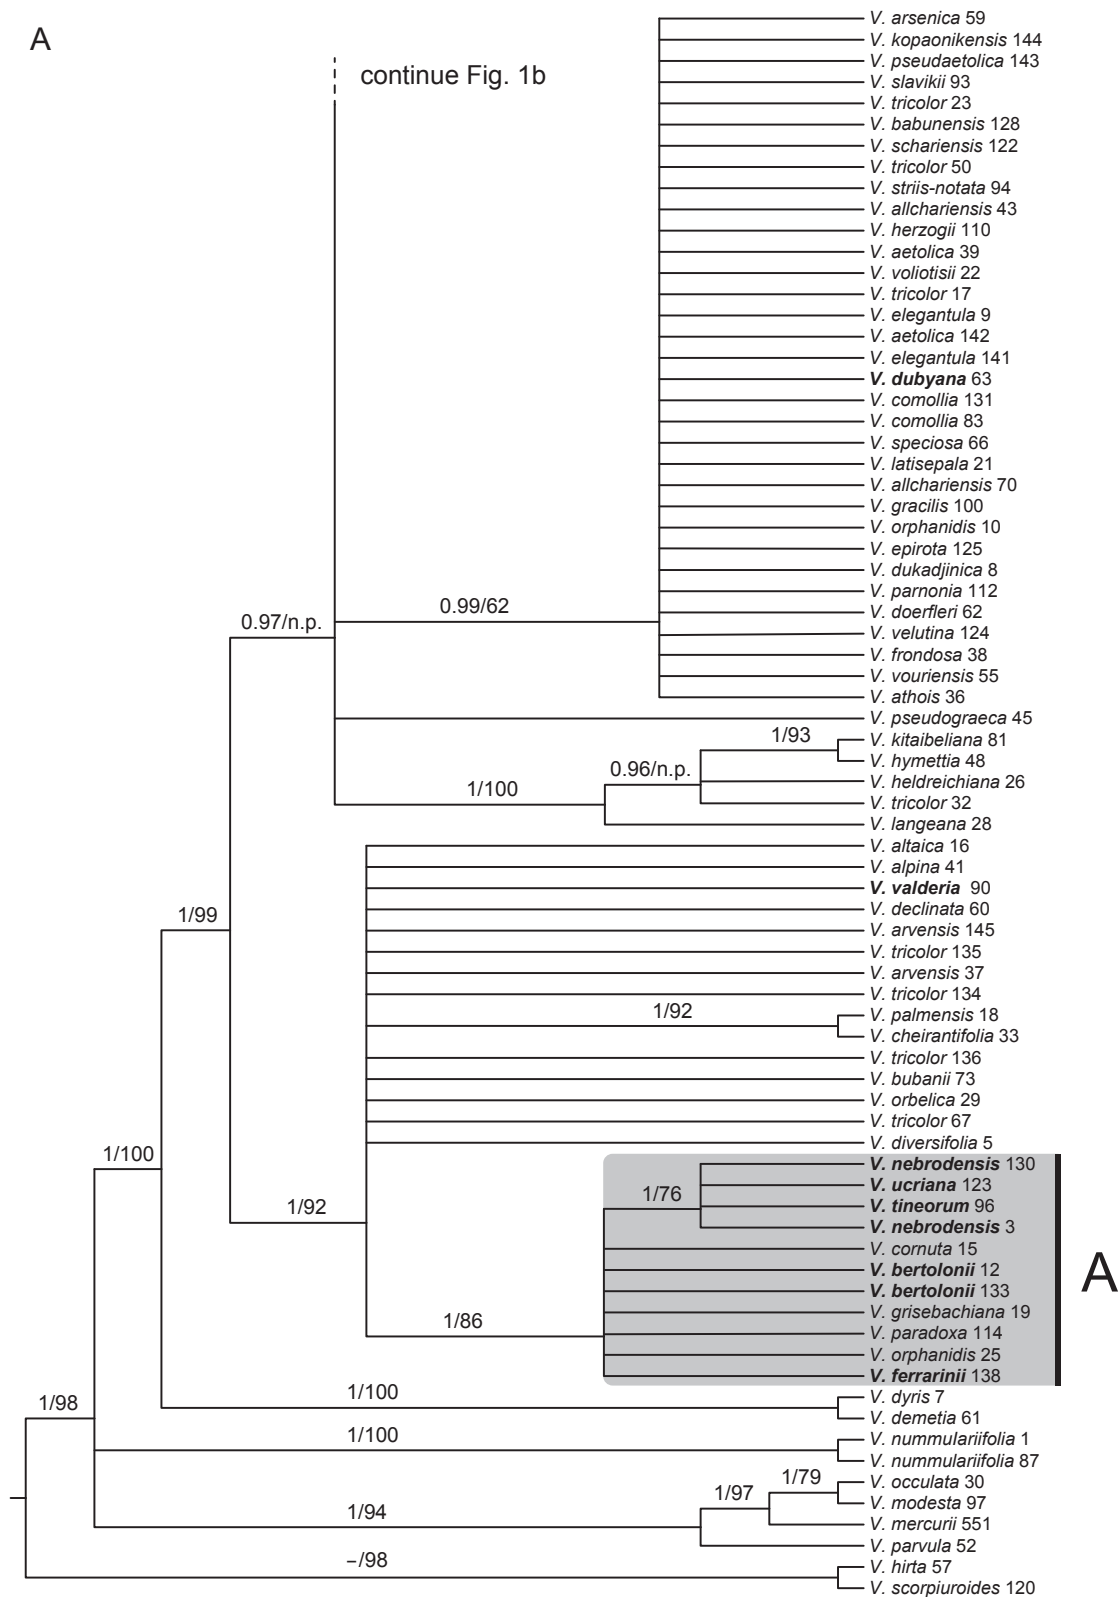 A
continue Fig. 1b
V. arsenica 59
V. kopaonikensis 144
V. pseudaetolica 143
V. slavikii 93
V. tricolor 23
V. babunensis 128
V. schariensis 122
V. tricolor 50
V. striis-notata 94
V. allchariensis 43
V. herzogii 110
V. aetolica 39
V. voliotisii 22
V. tricolor 17
V. elegantula 9
V. aetolica 142
V. elegantula 141
V. dubyana 63
V. comollia 131
V. comollia 83
V. speciosa 66
V. latisepala 21
V. allchariensis 70
V. gracilis 100
V. orphanidis 10
V. epirota 125
V. dukadjinica 8
V. parnonia 112
0.99/62
V. doerfleri 62
0.97/n.p.
V. velutina 124
V. frondosa 38
V. vouriensis 55
V. athois 36
V. pseudograeca 45
1/93
V. kitaibeliana 81
V. hymettia 48
0.96/n.p.
V. heldreichiana 26
1/100
V. tricolor 32
V. langeana 28
V. altaica 16
V. alpina 41
V. valderia 90
1/99
V. declinata 60
V. arvensis 145
V. tricolor 135
V. arvensis 37
V. tricolor 134
1/92
V. palmensis 18
V. cheirantifolia 33
V. tricolor 136
V. bubanii 73
V. orbelica 29
V. tricolor 67
V. diversifolia 5
1/100
V. nebrodensis 130
V. ucriana 123
1/76
V. tineorum 96
1/92
V. nebrodensis 3
V. cornuta 15
V. bertolonii 12
A
V. bertolonii 133
V. grisebachiana 19
1/86
V. paradoxa 114
V. orphanidis 25
V. ferrarinii 138
1/100
V. dyris 7
1/98
V. demetia 61
1/100
V. nummulariifolia 1
V. nummulariifolia 87
1/79
V. occulata 30
1/97
V. modesta 97
1/94
V. mercurii 551
V. parvula 52
–/98
V. hirta 57
V. scorpiuroides 120